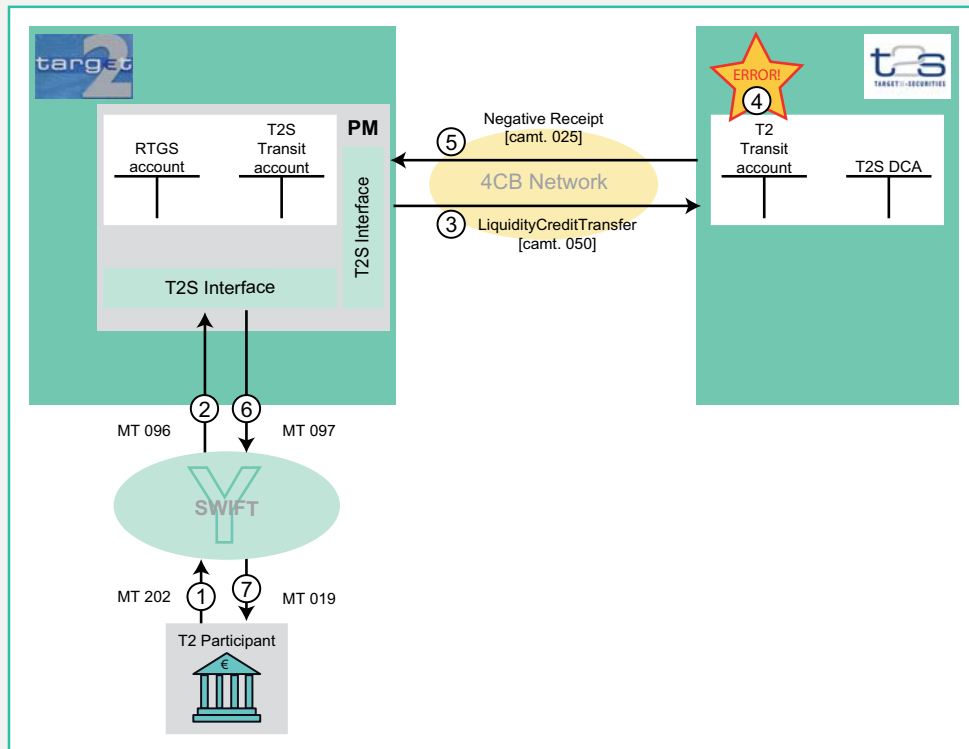 target
2
t2s
TARGET2-SECURITIES
ERROR!
4
PM
RTGS
account
T2S
Transit
account
T2S Interface
T2S Interface
5
Negative Receipt
[camt. 025]
4CB Network
3
LiquidityCreditTransfer
[camt. 050]
T2
Transit
account
T2S DCA
2
6
MT 096
MT 097
SWIFT
MT 202
1
7
MT 019
T2 Participant
€